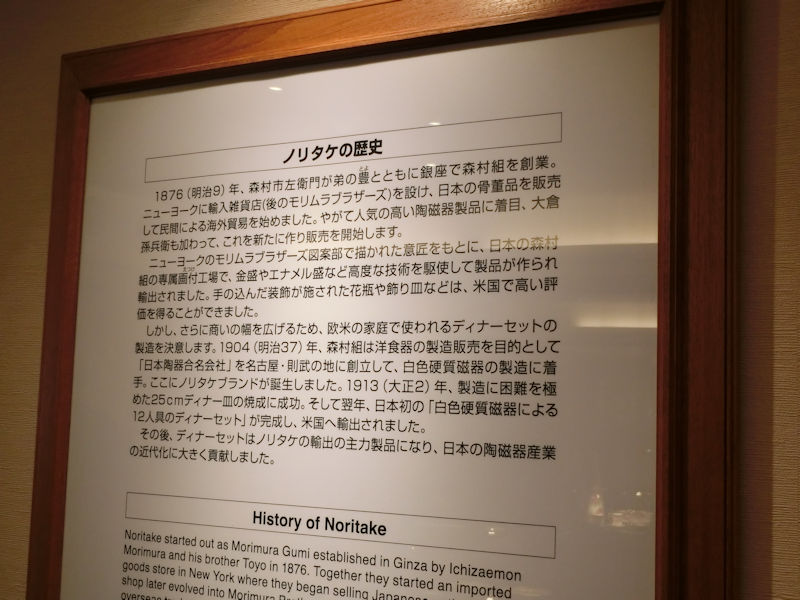 ノリタケの歴史
1876（明治9）年、森村市左衛門が弟の豊とともに銀座で森村組を創業。
ニューヨークに輸入雑貨店(後のモリムラブラザーズ)を設け、日本の骨董品を販売
して民間による海外貿易を始めました。やがて人気の高い陶磁器製品に着目、大倉
孫兵衛も加わって、これを新たに作り販売を開始します。
ニューヨークのモリムラブラザーズ図案部で描かれた意匠をもとに、日本の森村
組の専属画付工場で、金盛やエナメル盛など高度な技術を駆使して製品が作られ
輸出されました。手の込んだ装飾が施された花瓶や飾り皿などは、米国で高い評
価を得ることができました。
しかし、さらに商いの幅を広げるため、欧米の家庭で使われるディナーセットの
製造を決意します。1904（明治37）年、森村組は洋食器の製造販売を目的として
「日本陶器合名会社」を名古屋・則武の地に創立して、白色硬質磁器の製造に着
手。ここにノリタケブランドが誕生しました。1913（大正2）年、製造に困難を極
めた25cmディナー皿の焼成に成功。そして翌年、日本初の「白色硬質磁器による
12人具のディナーセット」が完成し、米国へ輸出されました。
その後、ディナーセットはノリタケの輸出の主力製品になり、日本の陶磁器産業
の近代化に大きく貢献しました。
History of Noritake
Noritake started out as Morimura Gumi established in Ginza by Ichizaemon
Morimura and his brother Toyo in 1876. Together they started an imported
goods store in New York where they began selling Japanese
shop later evolved into Morimura